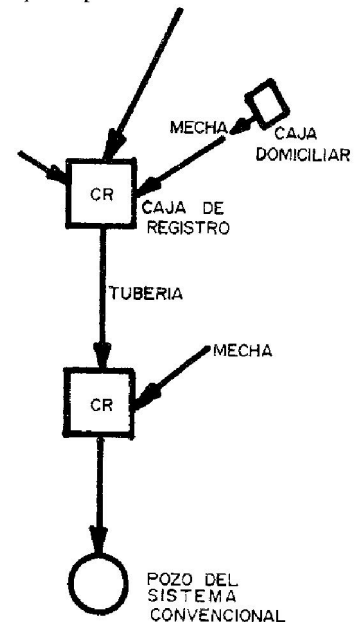 MECHA
CAJA
DOMICILIAR
CR
CAJA DE
REGISTRO
TUBERIA
MECHA
CR
POZO DEL
SISTEMA
CONVENCIONAL